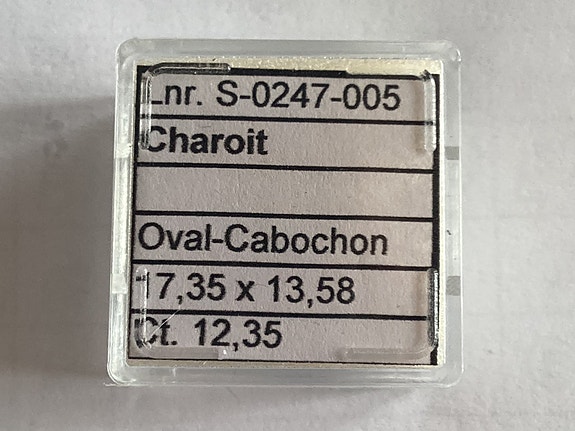 Lnr. S-0247-005
Charoit
Oval-Cabochon
17,35 x 13,58
Ct. 12,35